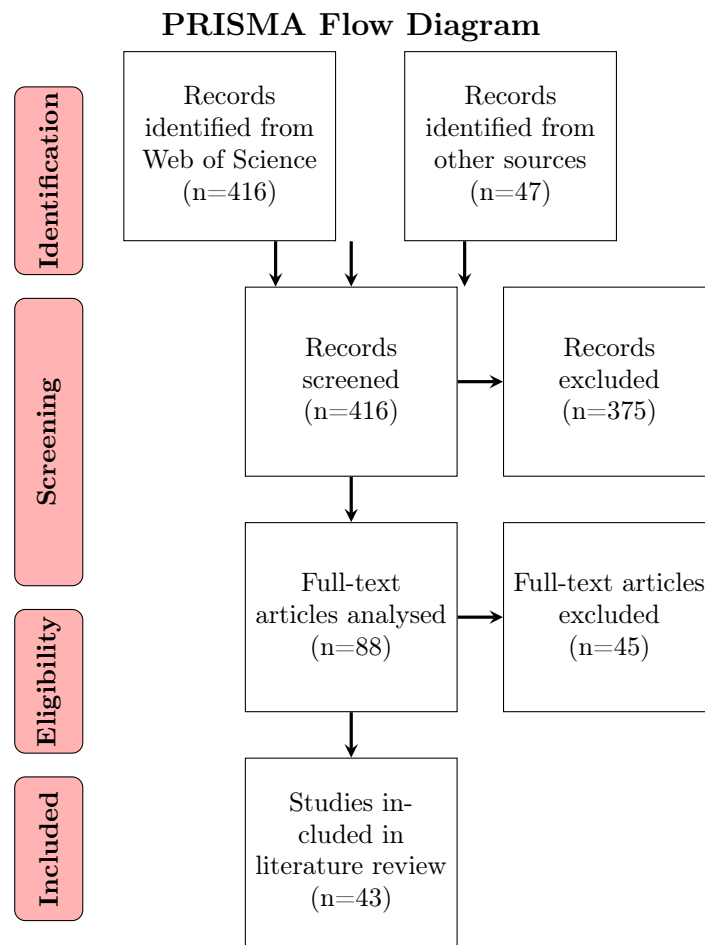 PRISMA Flow Diagram
Identification
Records
identified from
Web of Science
(n=416)
Records
identified from
other sources
(n=47)
Screening
Records
screened
(n=416)
Records
excluded
(n=375)
Full-text
articles analysed
(n=88)
Full-text articles
excluded
(n=45)
Eligibility
Included
Studies in-
cluded in
literature review
(n=43)